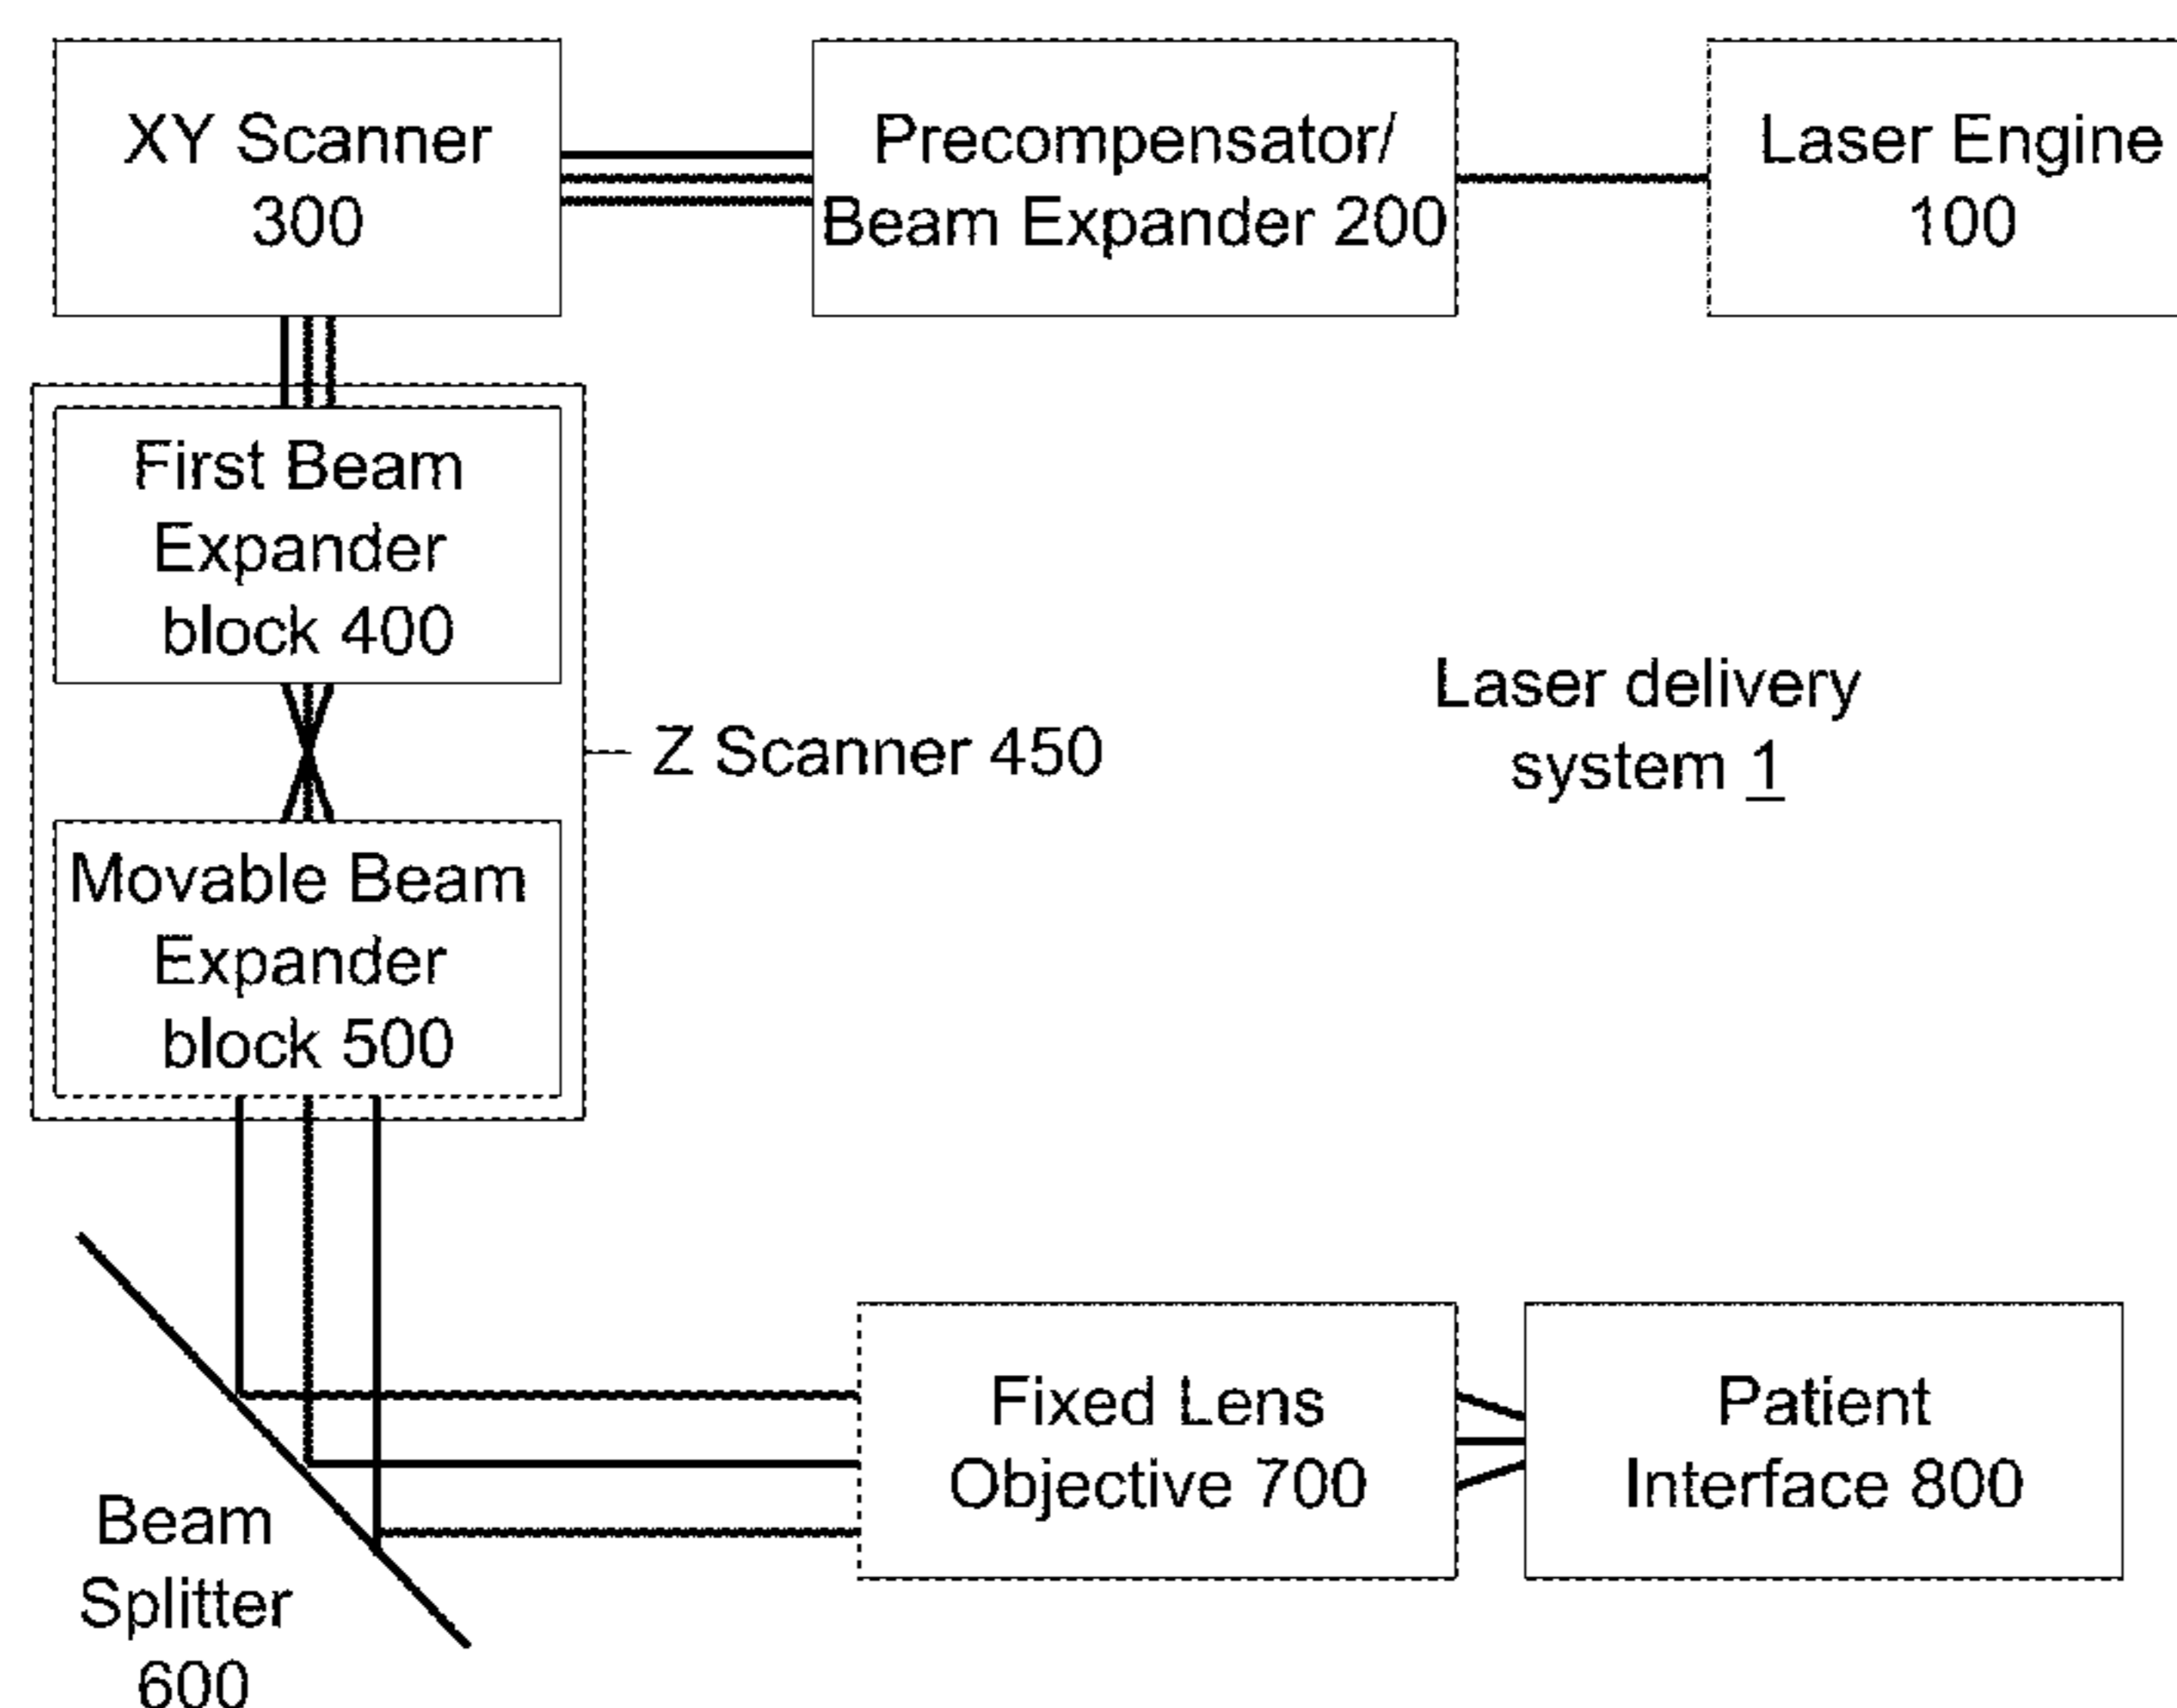 XY Scanner
300
Precompensator/
Beam Expander 200
Laser Engine
100
First Beam
Expander
block 400
Z Scanner 450
Laser delivery
system 1
Movable Beam
Expander
block 500
Beam
Splitter
600
Fixed Lens
Objective 700
Patient
Interface 800